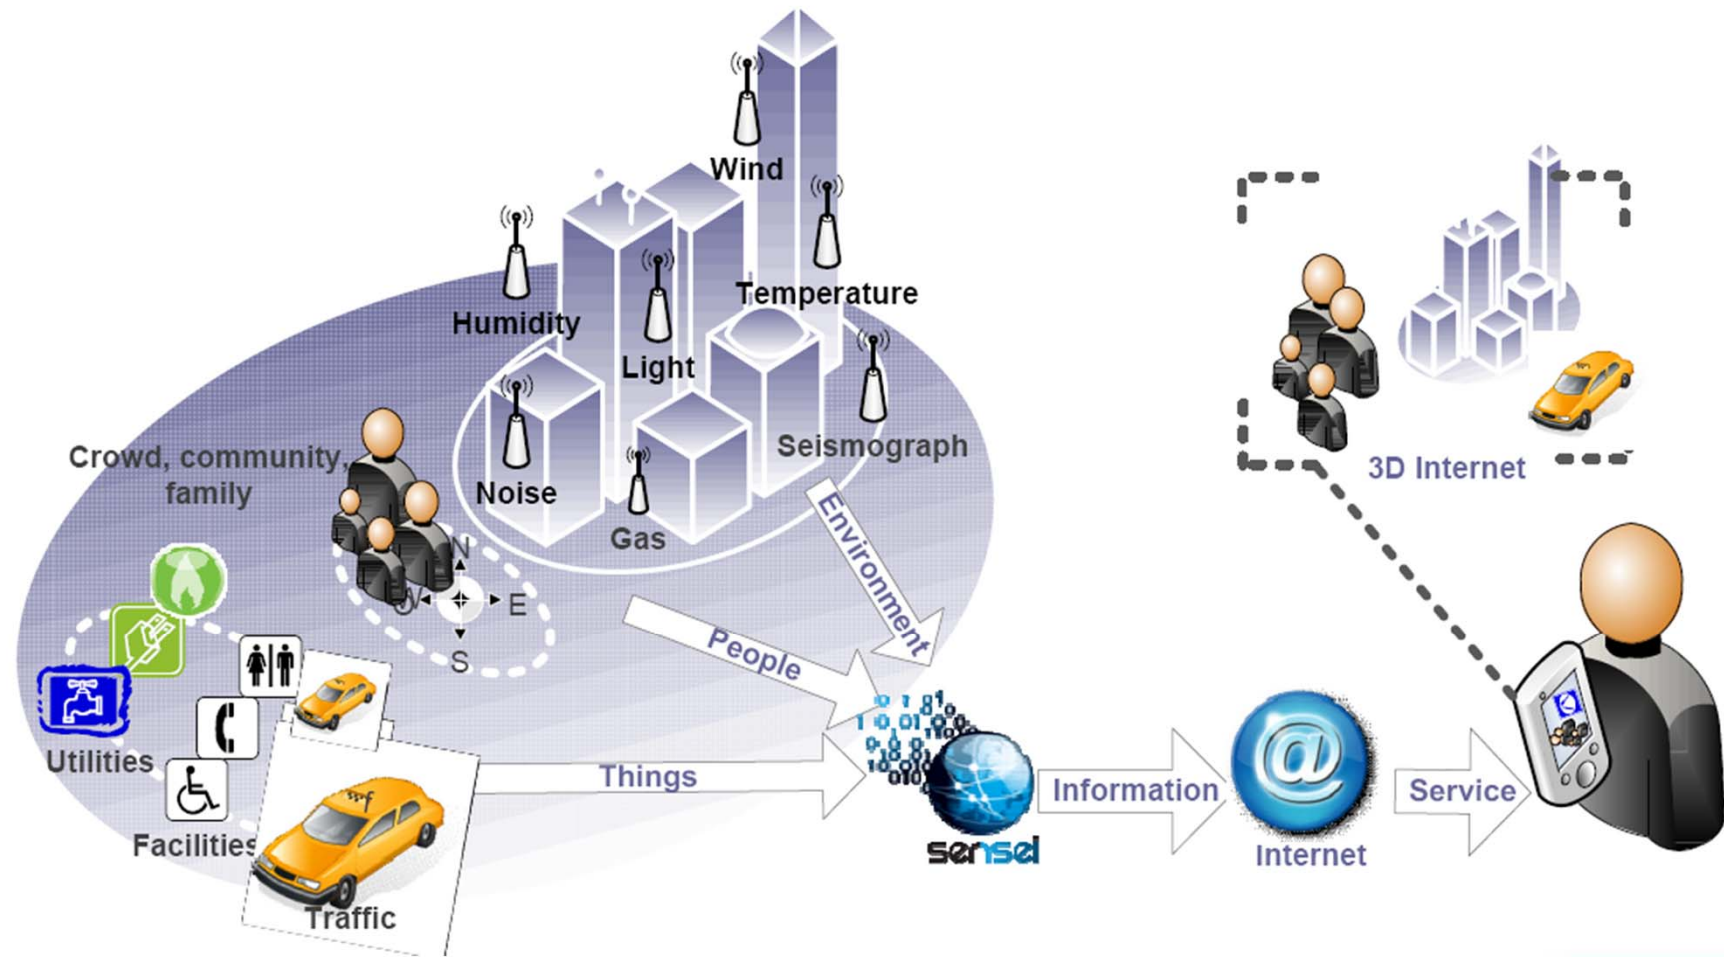 Wind
Temperature
Humidity
Light
Seismograph
Noise
Gas
Crowd, community,
family
N
W
E
S
Environment
People
Utilities
Facilities
Traffic
Things
sensei
Information
Internet
Service
3D Internet
@